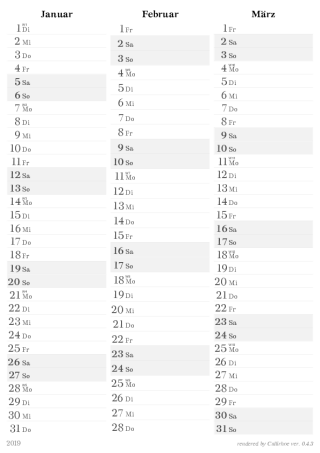 Januar
1 Di
2 Mi
3 Do
4 Fr
5 Sa
6 So
7 Mo
8 Di
9 Mi
10 Do
11 Fr
12 Sa
13 So
14 Mo
15 Di
16 Mi
17 Do
18 Fr
19 Sa
20 So
21 Mo
22 Di
23 Mi
24 Do
25 Fr
26 Sa
27 So
28 Mo
29 Di
30 Mi
31 Do
Februar
1 Fr
2 Sa
3 So
4 Mo
5 Di
6 Mi
7 Do
8 Fr
9 Sa
10 So
11 Mo
12 Di
13 Mi
14 Do
15 Fr
16 Sa
17 So
18 Mo
19 Di
20 Mi
21 Do
22 Fr
23 Sa
24 So
25 Mo
26 Di
27 Mi
28 Do
März
1 Fr
2 Sa
3 So
4 Mo
5 Di
6 Mi
7 Do
8 Fr
9 Sa
10 So
11 Mo
12 Di
13 Mi
14 Do
15 Fr
16 Sa
17 So
18 Mo
19 Di
20 Mi
21 Do
22 Fr
23 Sa
24 So
25 Mo
26 Di
27 Mi
28 Do
29 Fr
30 Sa
31 So
2019
rendered by Calklrive ver. 0.4.3